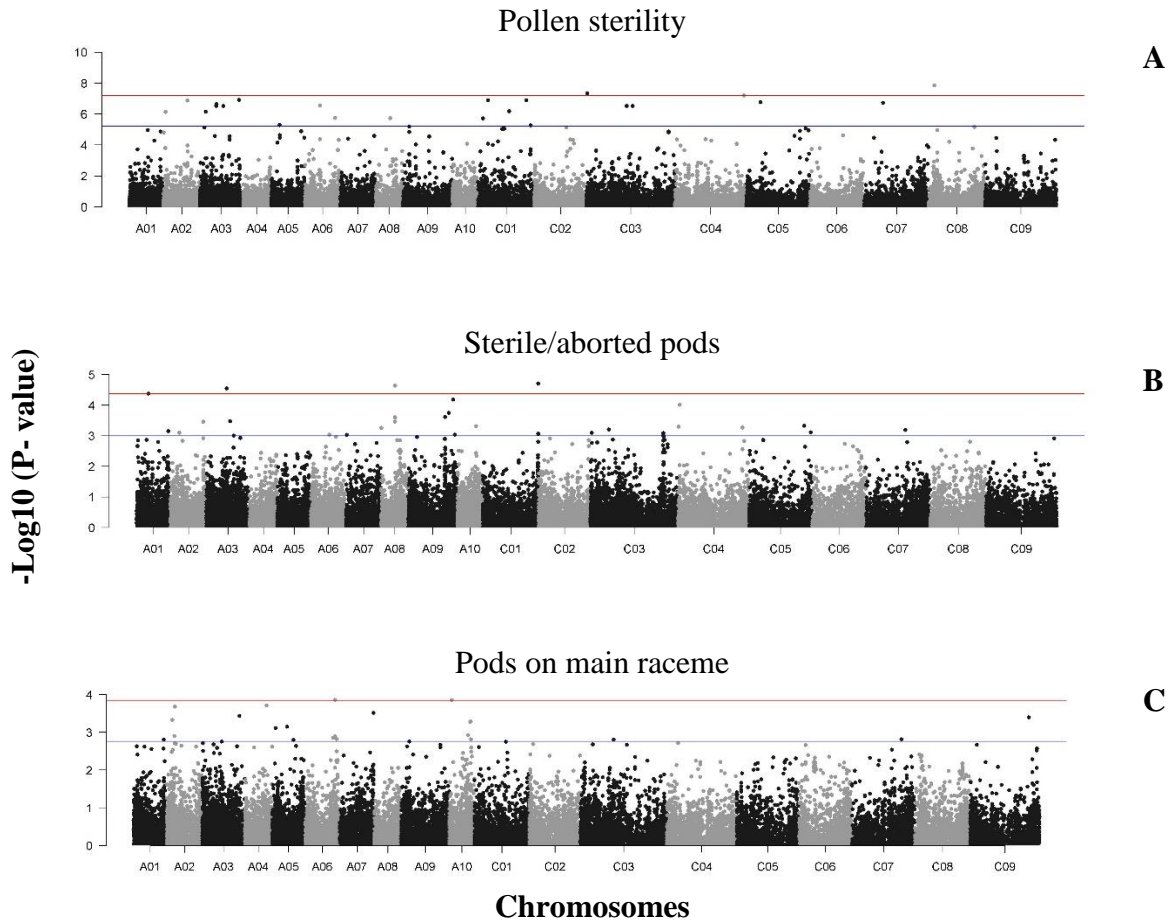 Pollen sterility
A
10
8
6
4
2
0
A01 A02 A03 A04 A05 A06 A07 A08 A09 A10 C01 C02 C03 C04 C05 C06 C07 C08 C09
Sterile/aborted pods
B
5
4
3
2
1
0
A01 A02 A03 A04 A05 A06 A07 A08 A09 A10 C01 C02 C03 C04 C05 C06 C07 C08 C09
-Log10 (P- value)
Pods on main raceme
C
4
3
2
1
0
A01 A02 A03 A04 A05 A06 A07 A08 A09 A10 C01 C02 C03 C04 C05 C06 C07 C08 C09
Chromosomes